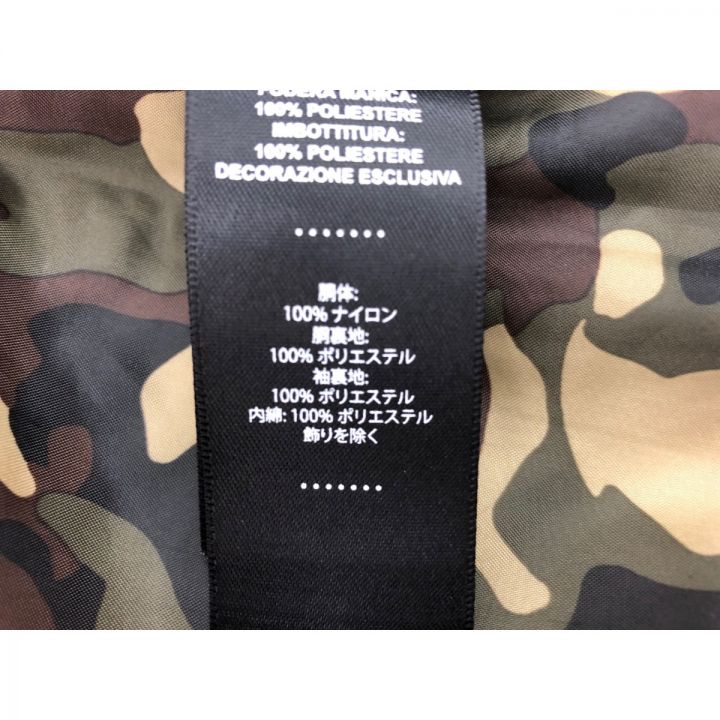 FODERA MANICA:
100% POLIESTERE
IMBOTTITURA:
100% POLIESTERE
DECORAZIONE ESCLUSIVA
胴体:
100% ナイロン
胴裏地:
100% ポリエステル
袖裏地:
100% ポリエステル
内綿: 100% ポリエステル
飾りを除く